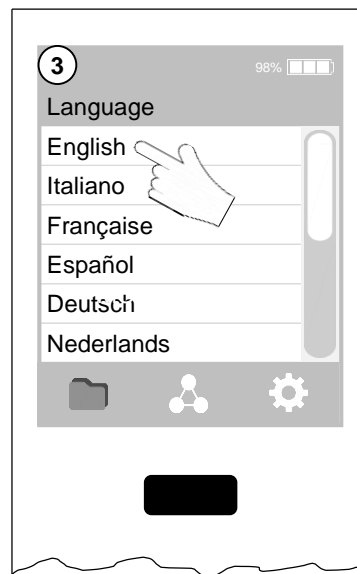 3
98%
Language
English
Italiano
Française
Español
Deutsch
Nederlands